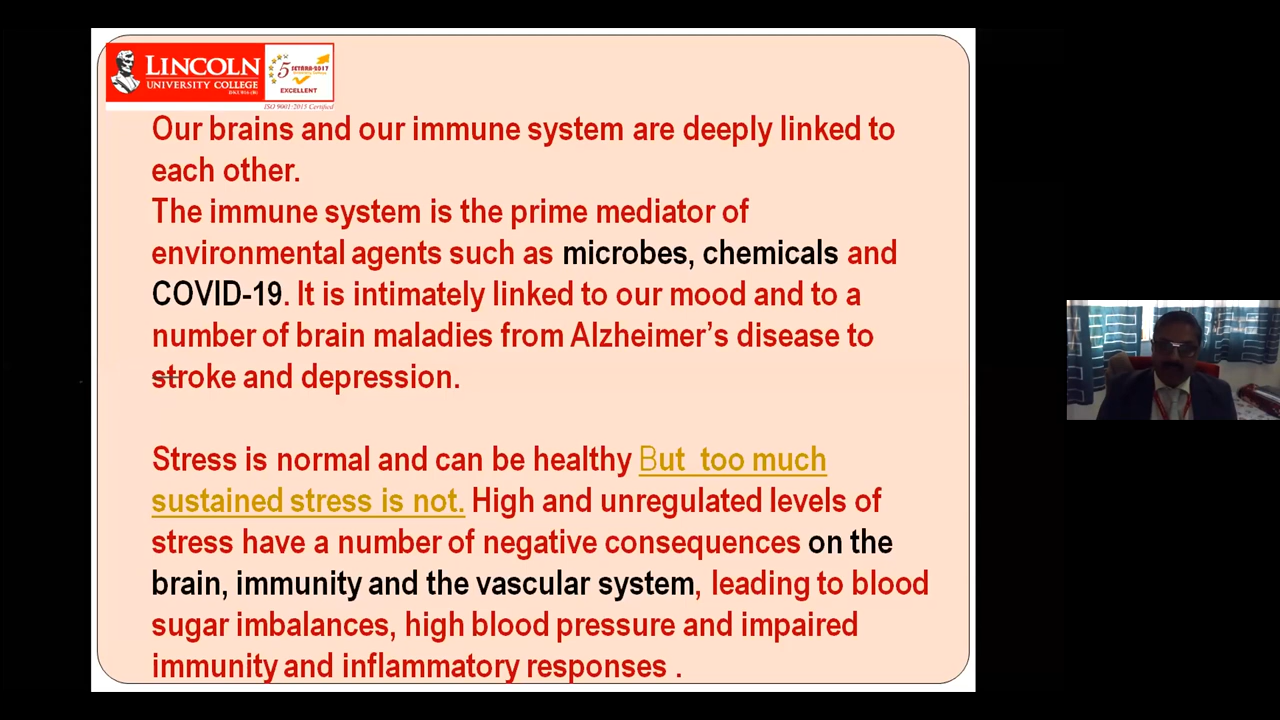 LINCOLN
UNIVERSITY COLLEGE
5
SETARA-2017
EXCELLENT
ISO 9001:2015 Certified
Our brains and our immune system are deeply linked to
each other.
The immune system is the prime mediator of
environmental agents such as microbes, chemicals and
COVID-19. It is intimately linked to our mood and to a
number of brain maladies from Alzheimer’s disease to
stroke and depression.
Stress is normal and can be healthy But too much
sustained stress is not. High and unregulated levels of
stress have a number of negative consequences on the
brain, immunity and the vascular system, leading to blood
sugar imbalances, high blood pressure and impaired
immunity and inflammatory responses .